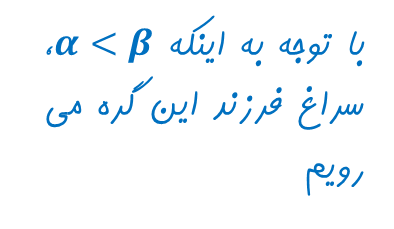 با توجه به اینکه α < β،
سراغ فرزند این گره می
رویم